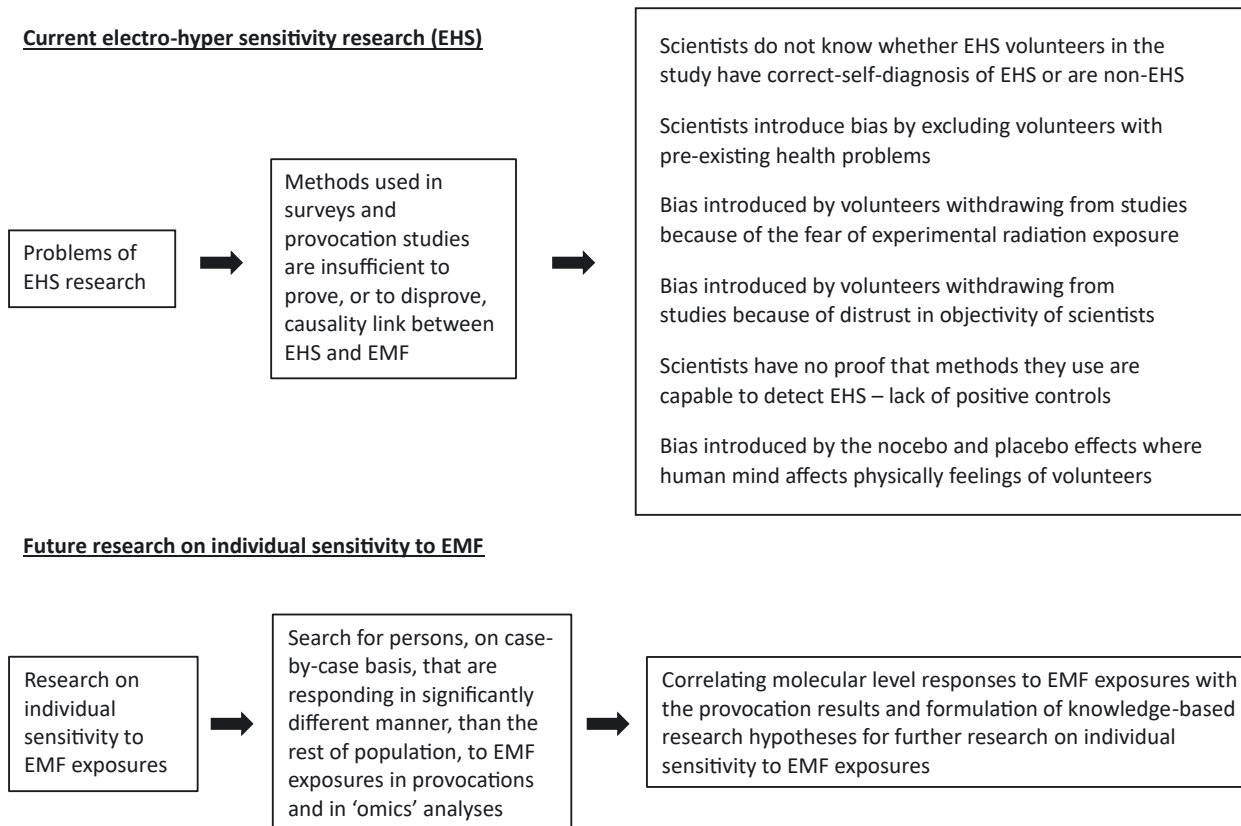 Current electro-hyper sensitivity research (EHS)
Problems of
EHS research
Methods used in
surveys and
provocation studies
are insufficient to
prove, or to disprove,
causality link between
EHS and EMF
Scientists do not know whether EHS volunteers in the
study have correct-self-diagnosis of EHS or are non-EHS
Scientists introduce bias by excluding volunteers with
pre-existing health problems
Bias introduced by volunteers withdrawing from studies
because of the fear of experimental radiation exposure
Bias introduced by volunteers withdrawing from
studies because of distrust in objectivity of scientists
Scientists have no proof that methods they use are
capable to detect EHS – lack of positive controls
Bias introduced by the nocebo and placebo effects where
human mind affects physically feelings of volunteers
Future research on individual sensitivity to EMF
Research on
individual
sensitivity to
EMF exposures
Search for persons, on case-
by-case basis, that are
responding in significantly
different manner, than the
rest of population, to EMF
exposures in provocations
and in ‘omics’ analyses
Correlating molecular level responses to EMF exposures with
the provocation results and formulation of knowledge-based
research hypotheses for further research on individual
sensitivity to EMF exposures